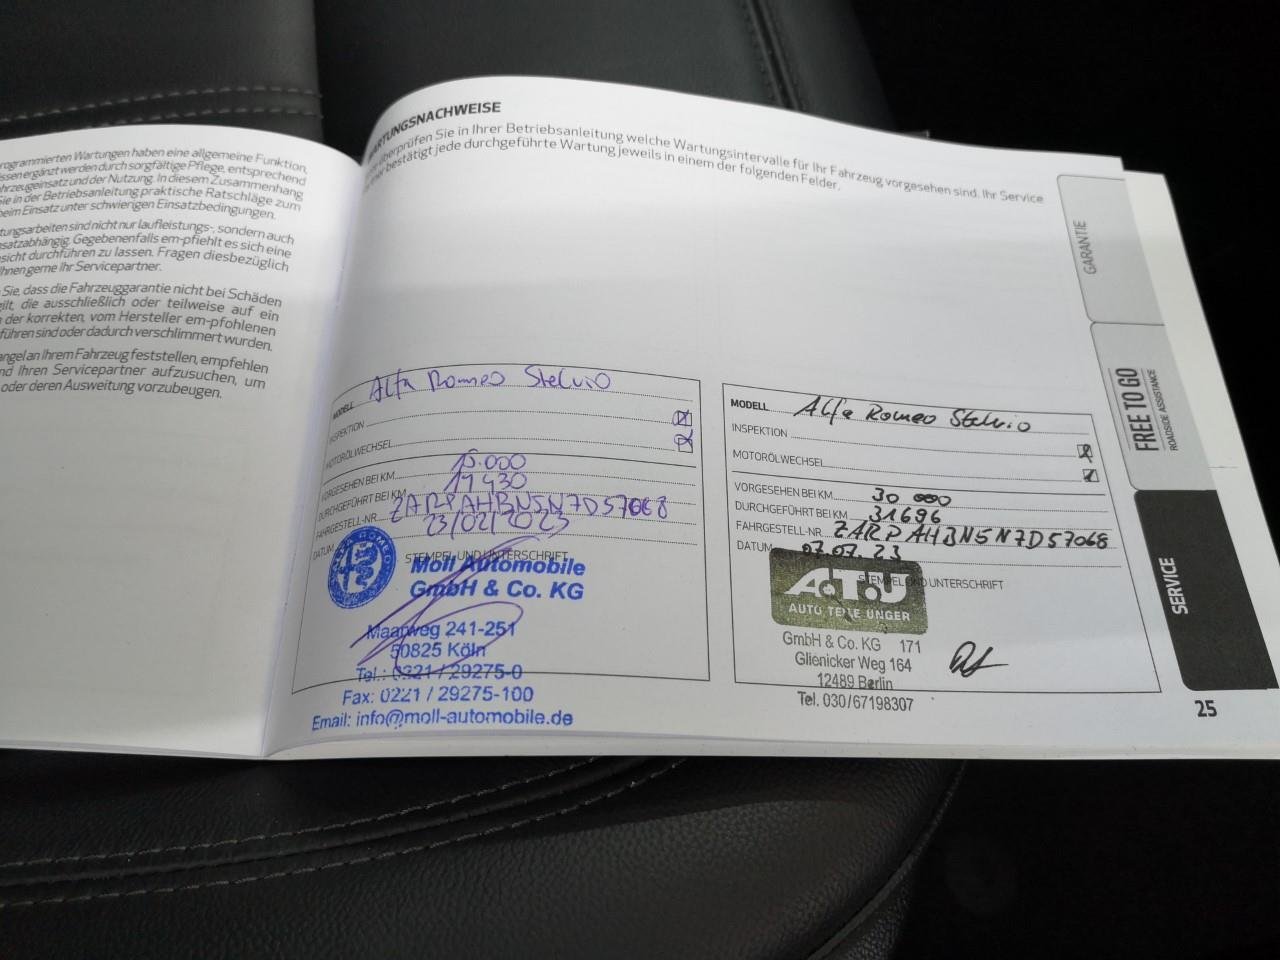 rogrammierten Wartungen haben eine allgemeine Funktion,
ssen ergänzt werden durch sorgfältige Pflege, entsprechend
hrzeugeinsatz und der Nutzung. In diesem Zusammenhang
ie in der Betriebsanleitung praktische Ratschläge zum
beim Einsatz unter schwierigen Einsatzbedingungen.
tungsarbeiten sind nicht nur laufleistungs-, sondern auch
satzabhängig. Gegebenenfalls em-pfiehlt es sich eine
sicht durchführen zu lassen. Fragen diesbezüglich
Ihnen gerne Ihr Servicepartner.
Sie, dass die Fahrzeuggarantie nicht bei Schäden
gilt, die ausschließlich oder teilweise auf ein
der korrekten, vom Hersteller em-pfohlenen
führen sind oder dadurch verschlimmert wurden.
angel an Ihrem Fahrzeug feststellen, empfehlen
nd Ihren Servicepartner aufzusuchen, um
oder deren Ausweitung vorzubeugen.
WARTUNGSNACHWEISE
überprüfen Sie in Ihrer Betriebsanleitung welche Wartungsintervalle für Ihr Fahrzeug vorgesehen sind. Ihr Service
bestätigt jede durchgeführte Wartung jeweils in einem der folgenden Felder.
MODELL Alfa Romeo Stelvio
INSPEKTION
MOTORÖLWECHSEL
VORGESEHEN BEI KM 15.000
DURCHGEFÜHRT BEI KM 17430
FAHRGESTELL-NR. ZARPAHBN5N7D57068
DATUM 23/02/2023
STEMPEL UND UNTERSCHRIFT
Moll Automobile
GmbH & Co. KG
Maarweg 241-251
50825 Köln
Tel.: 0221 / 29275-0
Fax: 0221 / 29275-100
Email: info@moll-automobile.de
MODELL Alfa Romeo Stelvio
INSPEKTION
MOTORÖLWECHSEL
VORGESEHEN BEI KM 30 000
DURCHGEFÜHRT BEI KM 31696
FAHRGESTELL-NR. ZARPAHBN5N7D57068
DATUM 07.07.23
STEMPEL UND UNTERSCHRIFT
A.T.U
AUTO TEILE UNGER
GmbH & Co. KG 171
Glienicker Weg 164
12489 Berlin
Tel. 030/67198307
GARANTIE
FREE TO GO
ROADSIDE ASSISTANCE
SERVICE
25